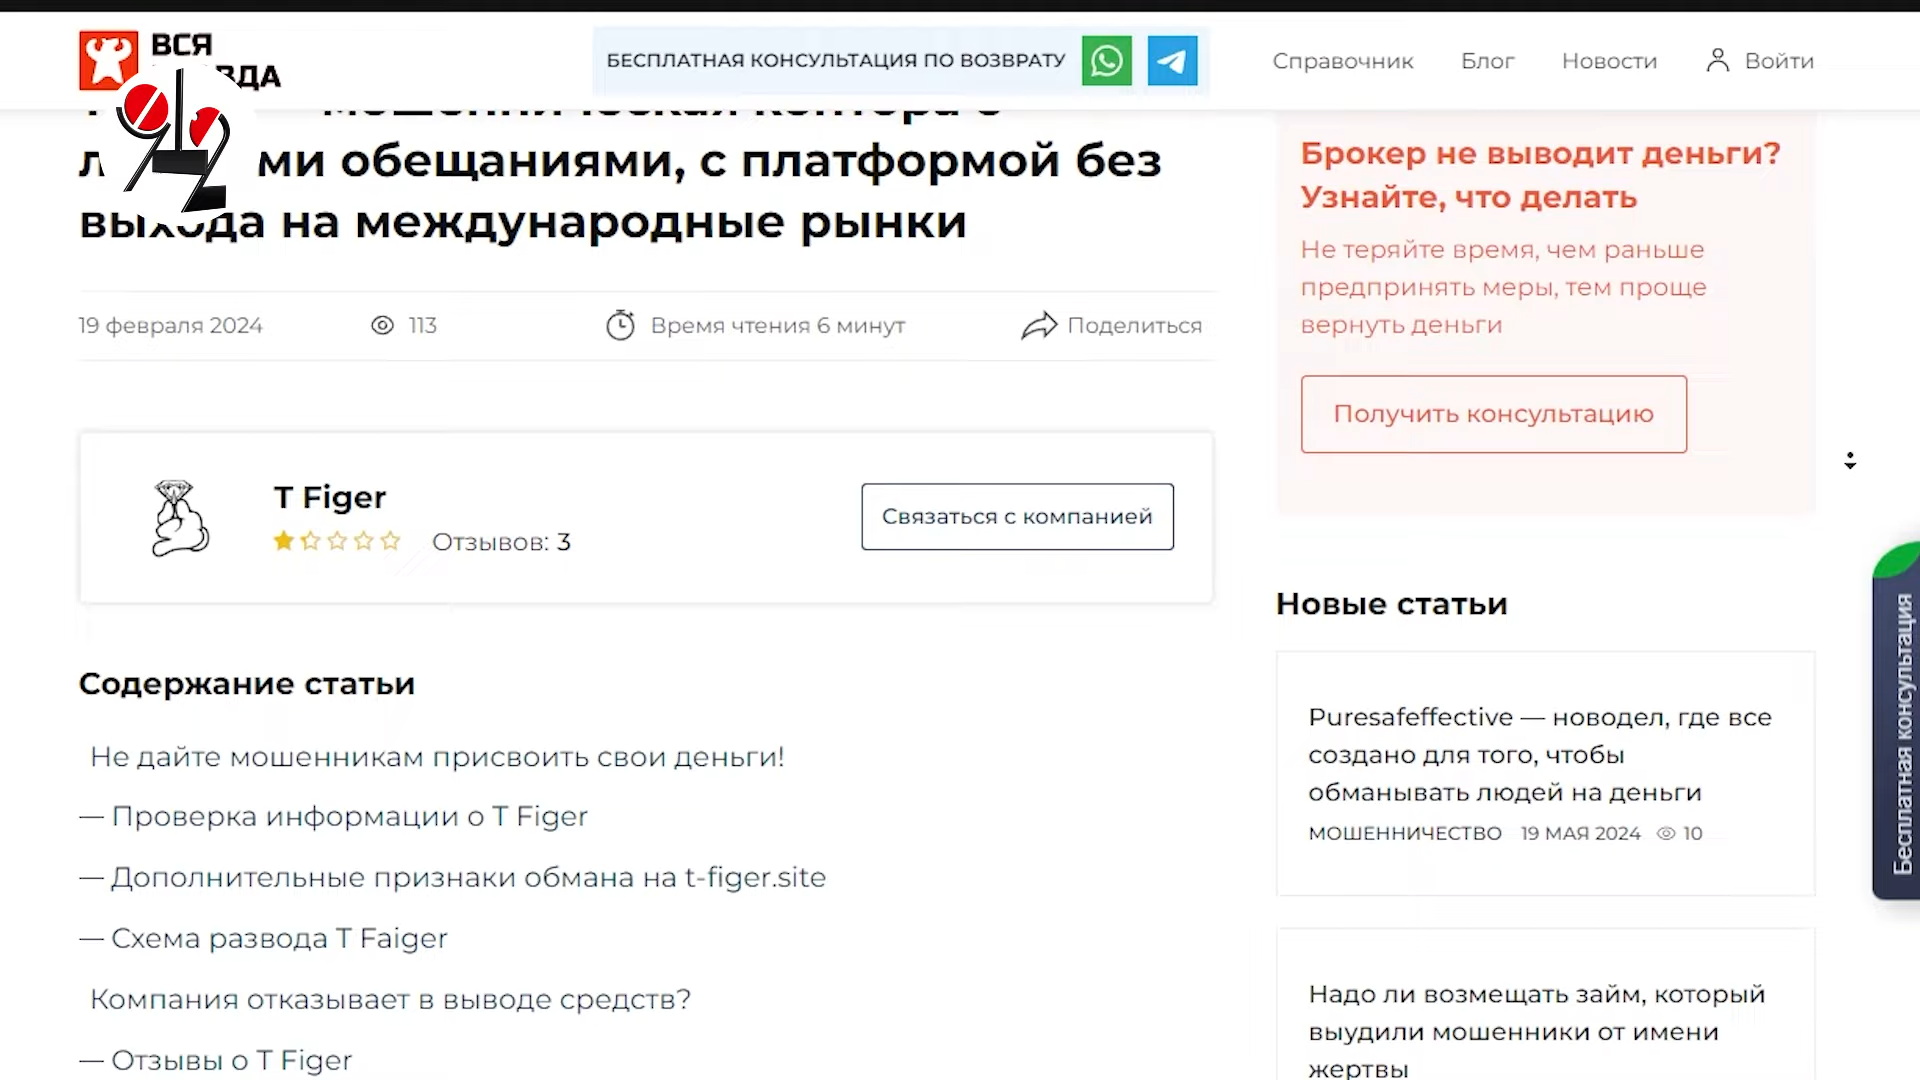 ВСЯ
БЕСПЛАТНАЯ КОНСУЛЬТАЦИЯ ПО ВОЗВРАТУ
Справочник
Блог
Новости
Войти
обещаниями, с платформой без
выхода на международные рынки
19 февраля 2024
113
Время чтения 6 минут
Поделиться
T Figer
Отзывов: 3
Связаться с компанией
Содержание статьи
Не дайте мошенникам присвоить свои деньги!
— Проверка информации о T Figer
— Дополнительные признаки обмана на t-figer.site
— Схема развода T Faiger
Компания отказывает в выводе средств?
— Отзывы о T Figer
Брокер не выводит деньги?
Узнайте, что делать
Не теряйте время, чем раньше
предпринять меры, тем проще
вернуть деньги
Получить консультацию
Новые статьи
Puresafeffective — новодел, где все
создано для того, чтобы
обманывать людей на деньги
МОШЕННИЧЕСТВО 19 МАЯ 2024 10
Надо ли возмещать займ, который
выудили мошенники от имени
жертвы
Бесплатная консультация